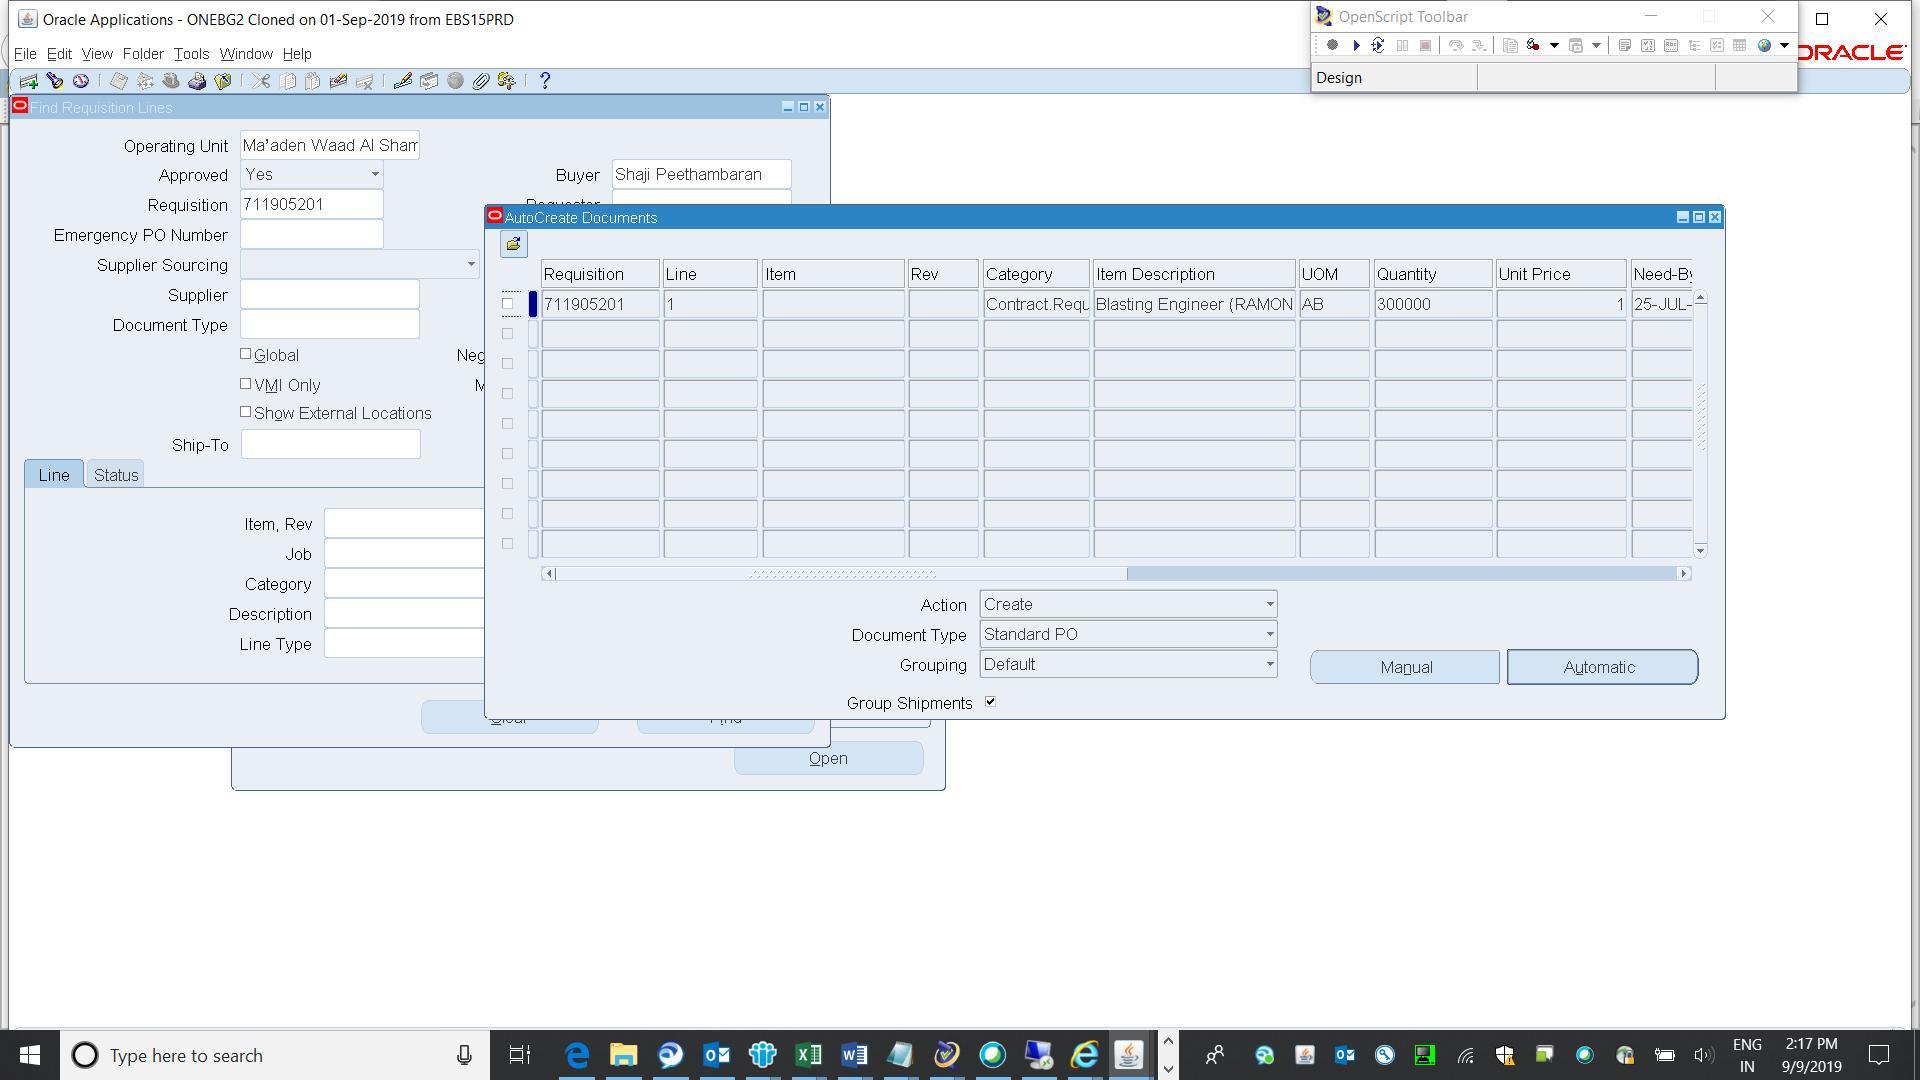 Oracle Applications - ONEBG2 Cloned on 01-Sep-2019 from EBS15PRD
OpenScript Toolbar
File Edit View Folder Tools Window Help
ORACLE
Design
Find Requisition Lines
Operating Unit Ma'aden Waad Al Sham
Approved Yes
Buyer Shaji Peethambaran
Requisition 711905201
Requester
Emergency PO Number
Supplier Sourcing
Supplier
Document Type
Global
Neg
VMI Only
M
Show External Locations
Ship-To
Line Status
Item, Rev
Job
Category
Description
Line Type
Clear Find
Open
AutoCreate Documents
Requisition Line Item Rev Category Item Description UOM Quantity Unit Price Need-By
711905201 1 Contract.Requ Blasting Engineer (RAMON AB 300000 1 25-JUL-
Action Create
Document Type Standard PO
Grouping Default
Manual Automatic
Group Shipments
Type here to search
ENG
IN
2:17 PM
9/9/2019